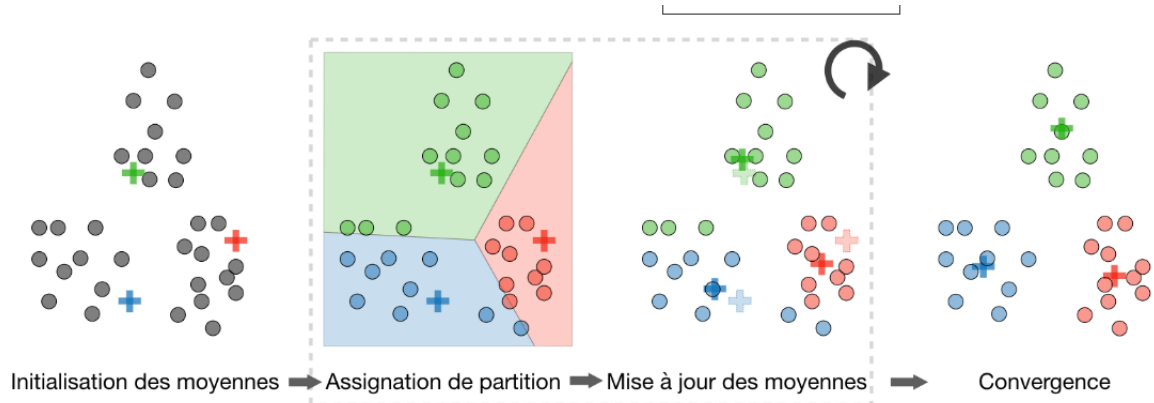 Initialisation des moyennes
Assignation de partition
Mise à jour des moyennes
Convergence